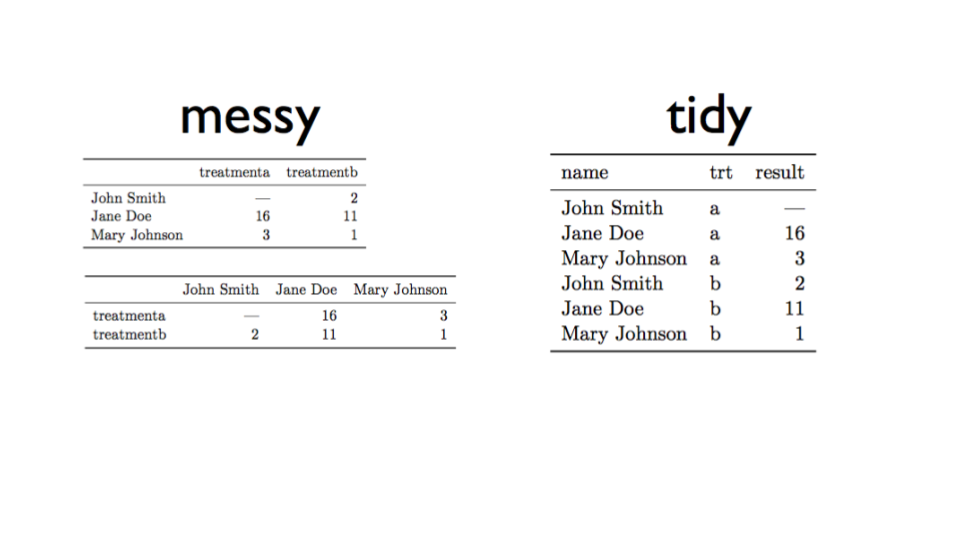 messy
treatmenta treatmentb
John Smith — 2
Jane Doe 16 11
Mary Johnson 3 1
John Smith Jane Doe Mary Johnson
treatmenta — 16 3
treatmentb 2 11 1
tidy
name trt result
John Smith a —
Jane Doe a 16
Mary Johnson a 3
John Smith b 2
Jane Doe b 11
Mary Johnson b 1